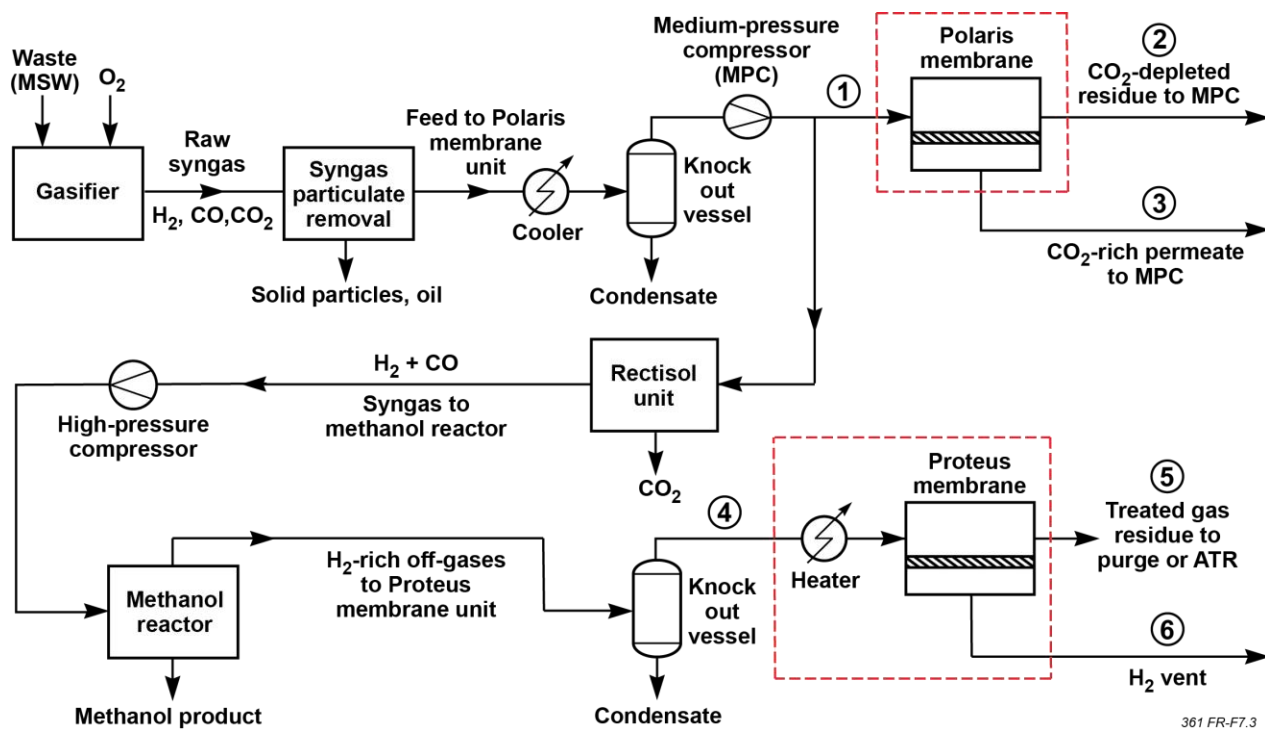 Waste
(MSW)
O2
Gasifier
Raw
syngas
H2, CO,CO2
Syngas
particulate
removal
Solid particles, oil
Feed to Polaris
membrane
unit
Cooler
Knock
out
vessel
Condensate
Medium-pressure
compressor
(MPC)
1
Polaris
membrane
2
CO2-depleted
residue to MPC
3
CO2-rich permeate
to MPC
High-pressure
compressor
H2 + CO
Syngas to
methanol reactor
Rectisol
unit
CO2
Methanol
reactor
Methanol product
H2-rich off-gases
to Proteus
membrane unit
Knock
out
vessel
Condensate
4
Heater
Proteus
membrane
5
Treated gas
residue to
purge or ATR
6
H2 vent
361 FR-F7.3